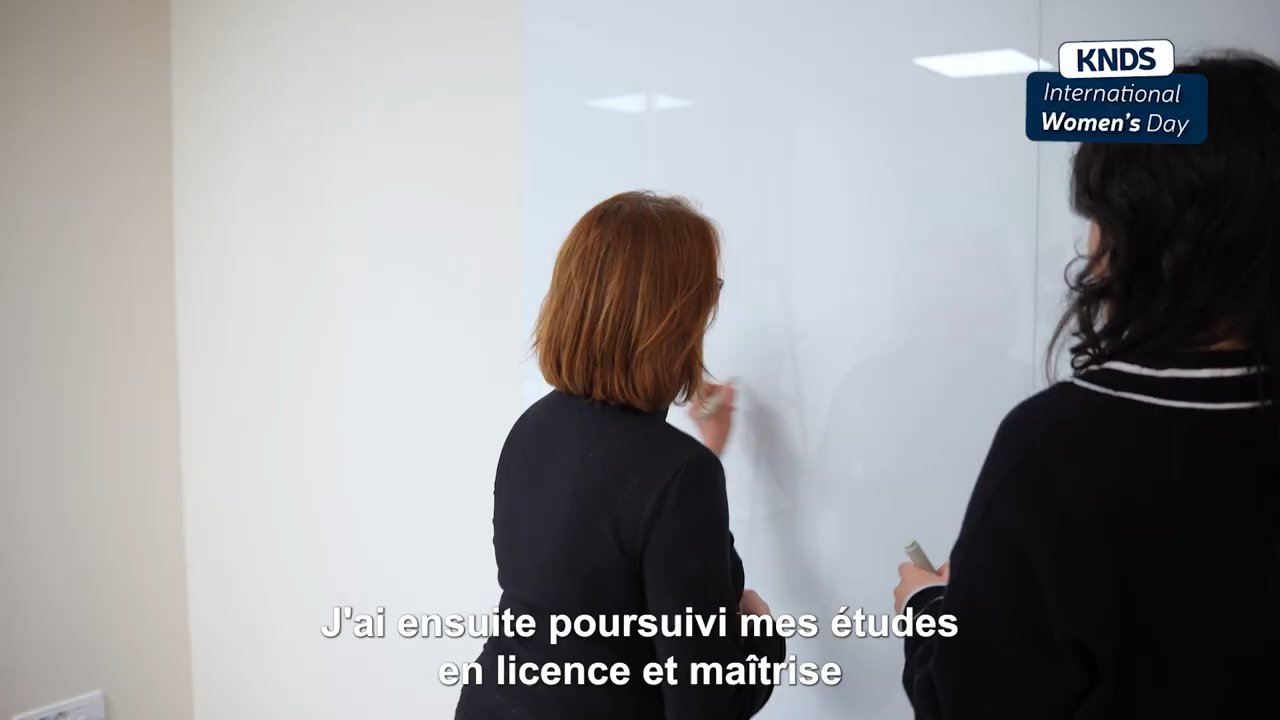 KNDS
International
Women's Day
J'ai ensuite poursuivi mes études
en licence et maîtrise